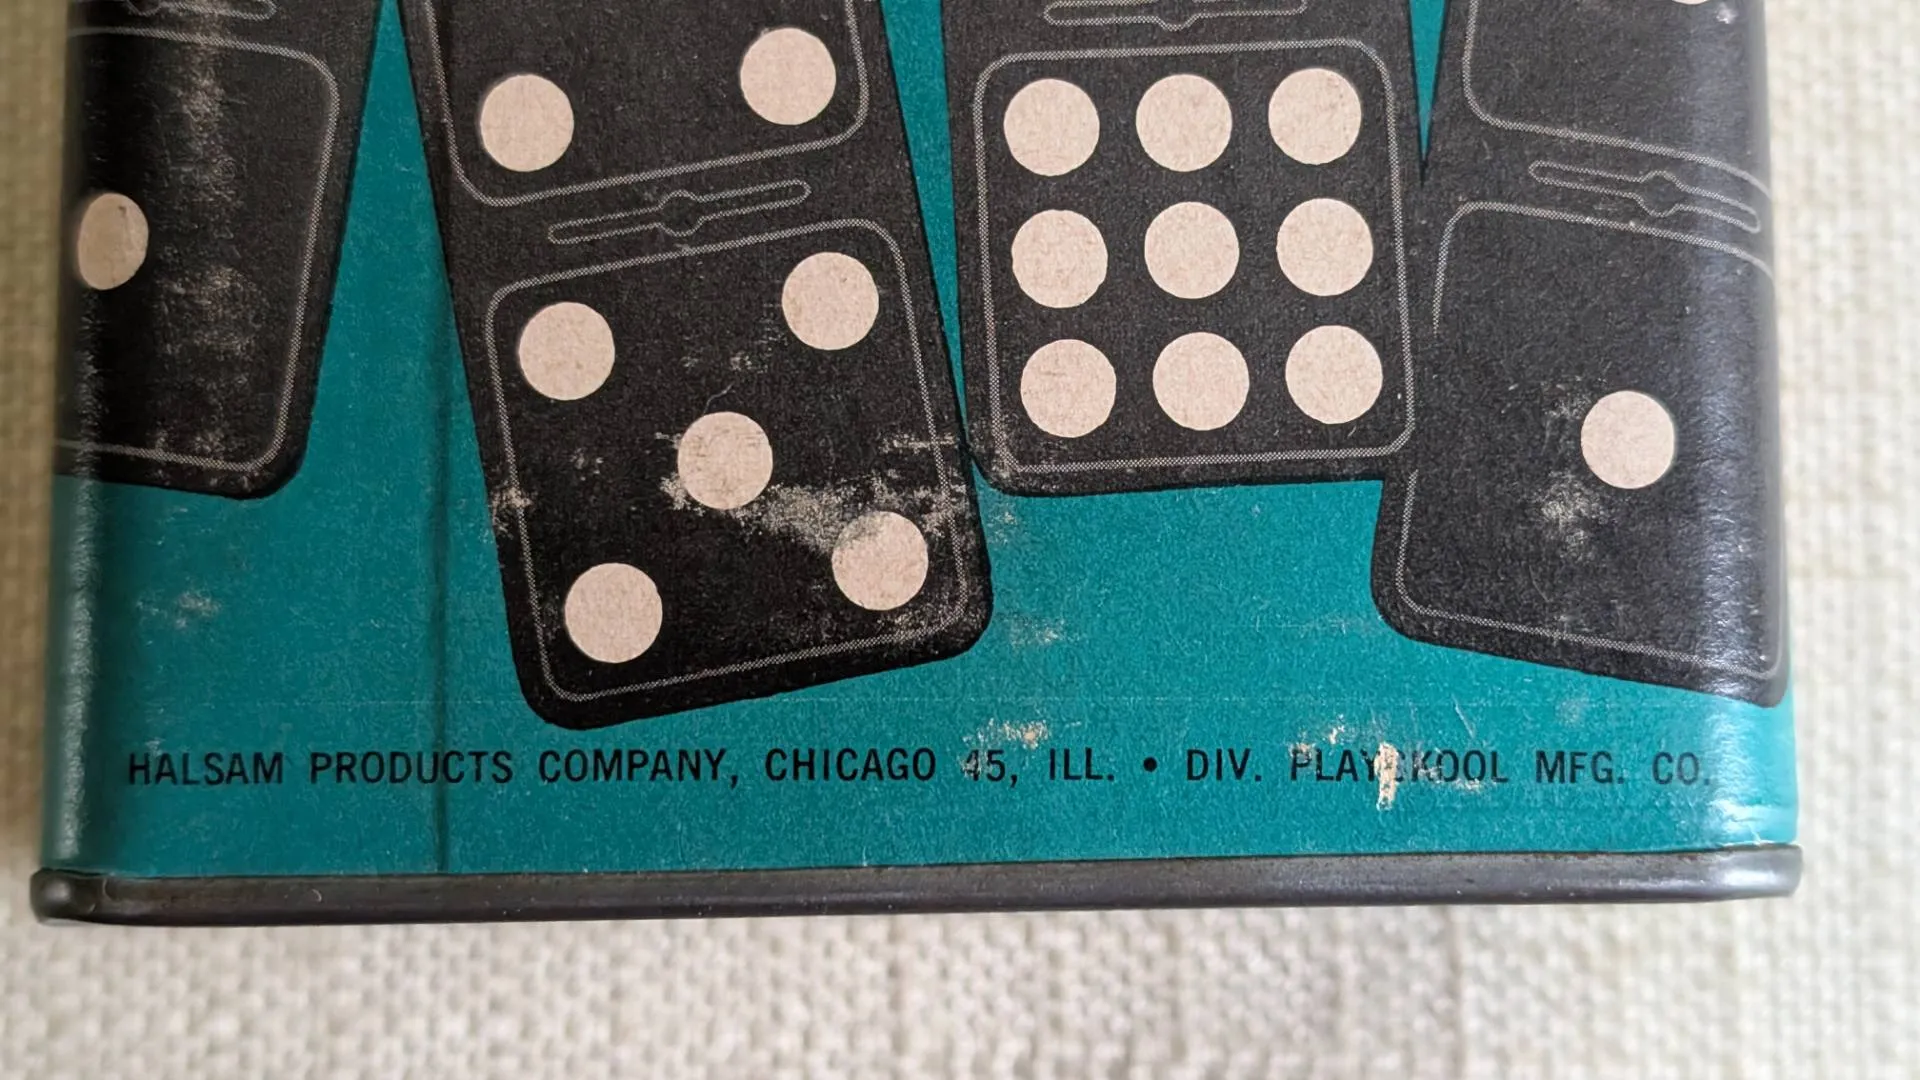 HALSAM PRODUCTS COMPANY, CHICAGO 45, ILL. • DIV. PLAYSKOOL MFG. CO.